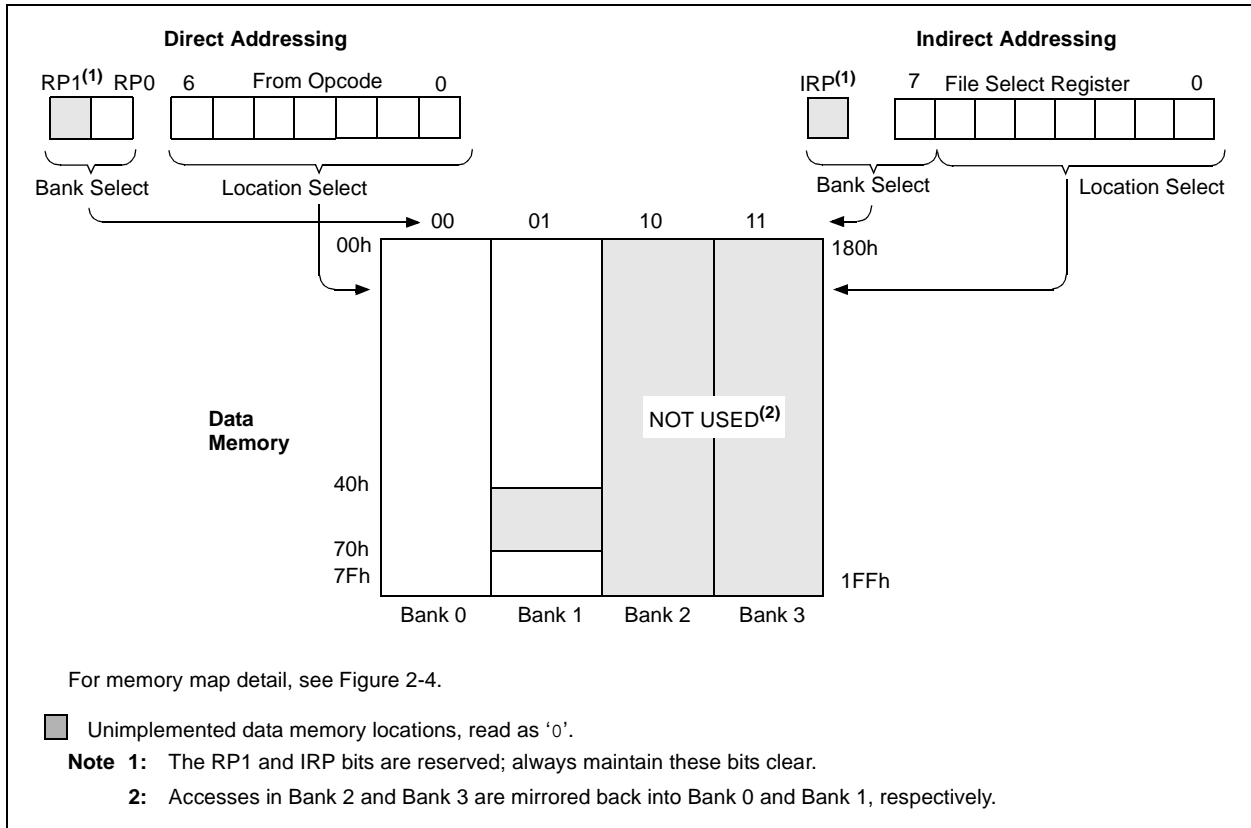 Direct Addressing
Indirect Addressing
RP1(1) RP0 6 From Opcode 0
IRP(1) 7 File Select Register 0
Bank Select Location Select
Bank Select Location Select
00 01 10 11
00h
180h
NOT USED(2)
Data
Memory
40h
70h
7Fh
1FFh
Bank 0 Bank 1 Bank 2 Bank 3
For memory map detail, see Figure 2-4.
Unimplemented data memory locations, read as ‘0’.
Note 1: The RP1 and IRP bits are reserved; always maintain these bits clear.
2: Accesses in Bank 2 and Bank 3 are mirrored back into Bank 0 and Bank 1, respectively.